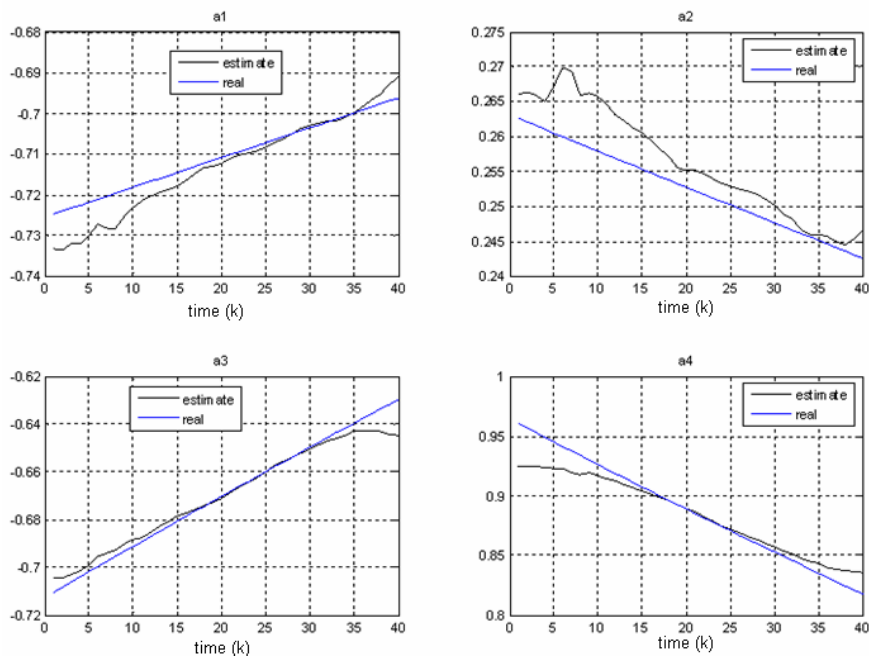 a1
-0.68
-0.69
-0.7
-0.71
-0.72
-0.73
-0.74
estimate
real
0 5 10 15 20 25 30 35 40
time (k)
a2
0.275
0.27
0.265
0.26
0.255
0.25
0.245
0.24
estimate
real
0 5 10 15 20 25 30 35 40
time (k)
a3
-0.62
-0.64
-0.66
-0.68
-0.7
-0.72
estimate
real
0 5 10 15 20 25 30 35 40
time (k)
a4
1
0.95
0.9
0.85
0.8
estimate
real
0 5 10 15 20 25 30 35 40
time (k)